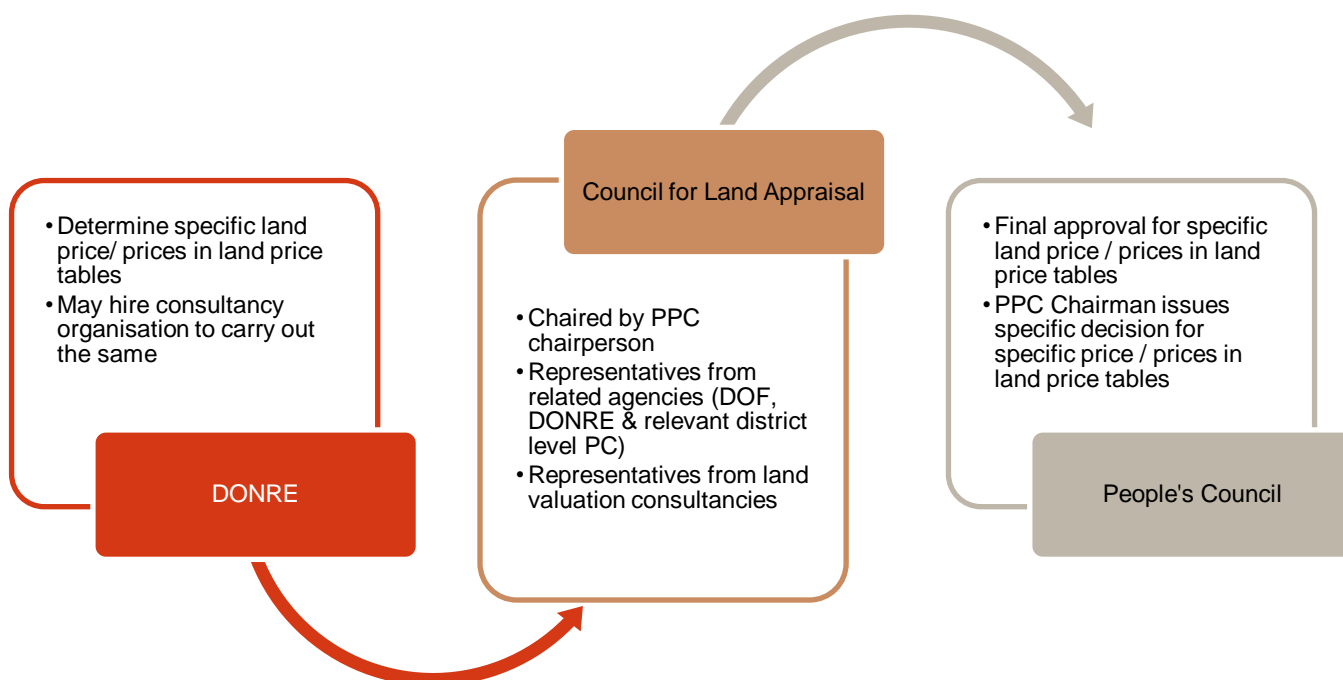 • Determine specific land
price/ prices in land price
tables
• May hire consultancy
organisation to carry out
the same
DONRE
Council for Land Appraisal
• Chaired by PPC
chairperson
• Representatives from
related agencies (DOF,
DONRE & relevant district
level PC)
• Representatives from land
valuation consultancies
• Final approval for specific
land price / prices in land
price tables
• PPC Chairman issues
specific decision for
specific price / prices in
land price tables
People's Council